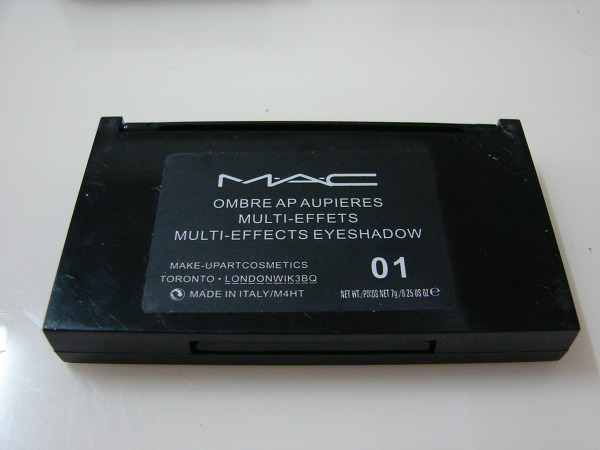 M·A·C
OMBRE AP AUPIERES
MULTI-EFFETS
MULTI-EFFECTS EYESHADOW
MAKE-UPARTCOSMETICS
TORONTO • LONDONWIK3BQ
MADE IN ITALY/M4HT
01
NET WT./POIDS NET 7g/0.25 US OZ e